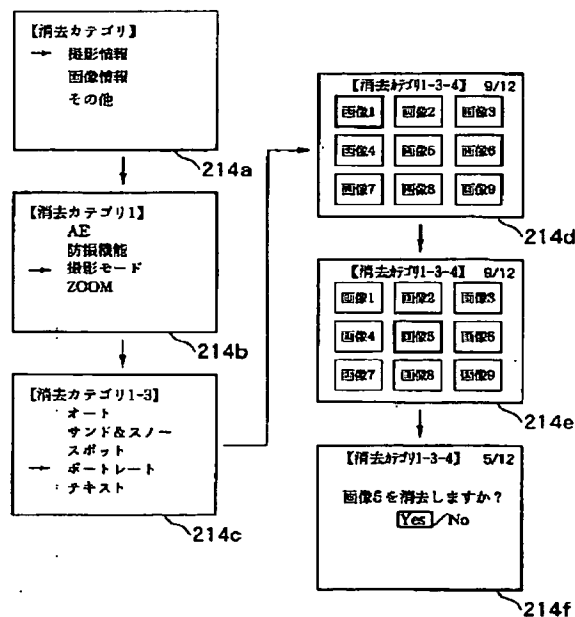 【消去カテゴリ】
→ 撮影情報
画像情報
その他
214a
【消去カテゴリ1】
AE
防振機能
→ 撮影モード
ZOOM
214b
【消去カテゴリ1-3】
オート
サンド&スノー
スポット
→ ポートレート
テキスト
214c
【消去カテゴリ1-3-4】 9/12
画像1 画像2 画像3
画像4 画像5 画像6
画像7 画像8 画像9
214d
【消去カテゴリ1-3-4】 9/12
画像1 画像2 画像3
画像4 画像5 画像6
画像7 画像8 画像9
214e
【消去カテゴリ1-3-4】 5/12
画像5を消去しますか?
Yes/No
214f